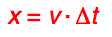 x = v · Δt